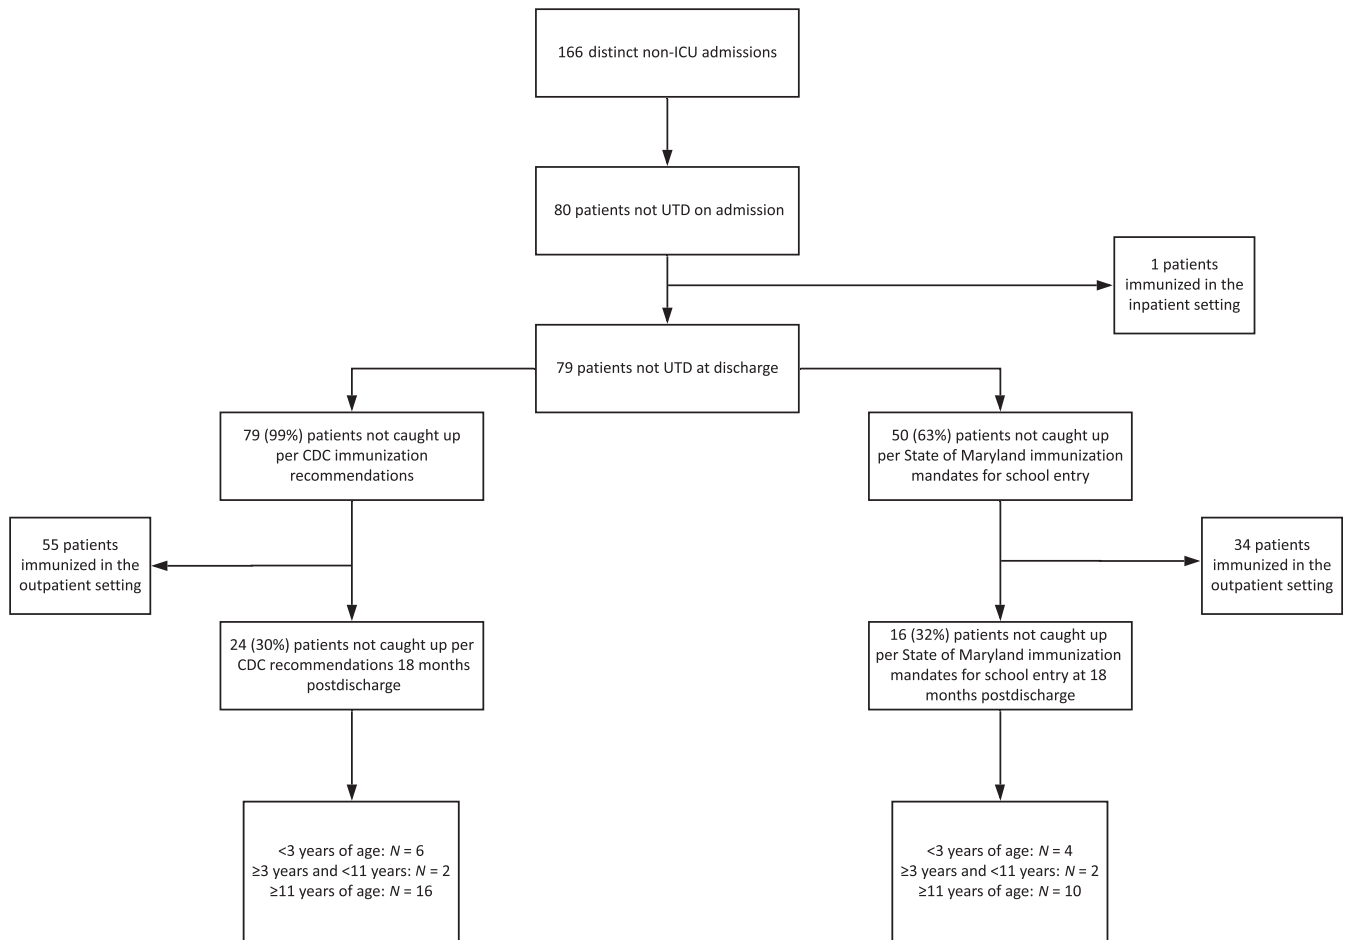 166 distinct non-ICU admissions
80 patients not UTD on admission
1 patients
immunized in the
inpatient setting
79 patients not UTD at discharge
79 (99%) patients not caught up
per CDC immunization
recommendations
50 (63%) patients not caught up
per State of Maryland immunization
mandates for school entry
55 patients
immunized in the
outpatient setting
34 patients
immunized in the
outpatient setting
24 (30%) patients not caught up per
CDC recommendations 18 months
postdischarge
16 (32%) patients not caught up
per State of Maryland immunization
mandates for school entry at 18
months postdischarge
<3 years of age: N = 6
≥3 years and <11 years: N = 2
≥11 years of age: N = 16
<3 years of age: N = 4
≥3 years and <11 years: N = 2
≥11 years of age: N = 10